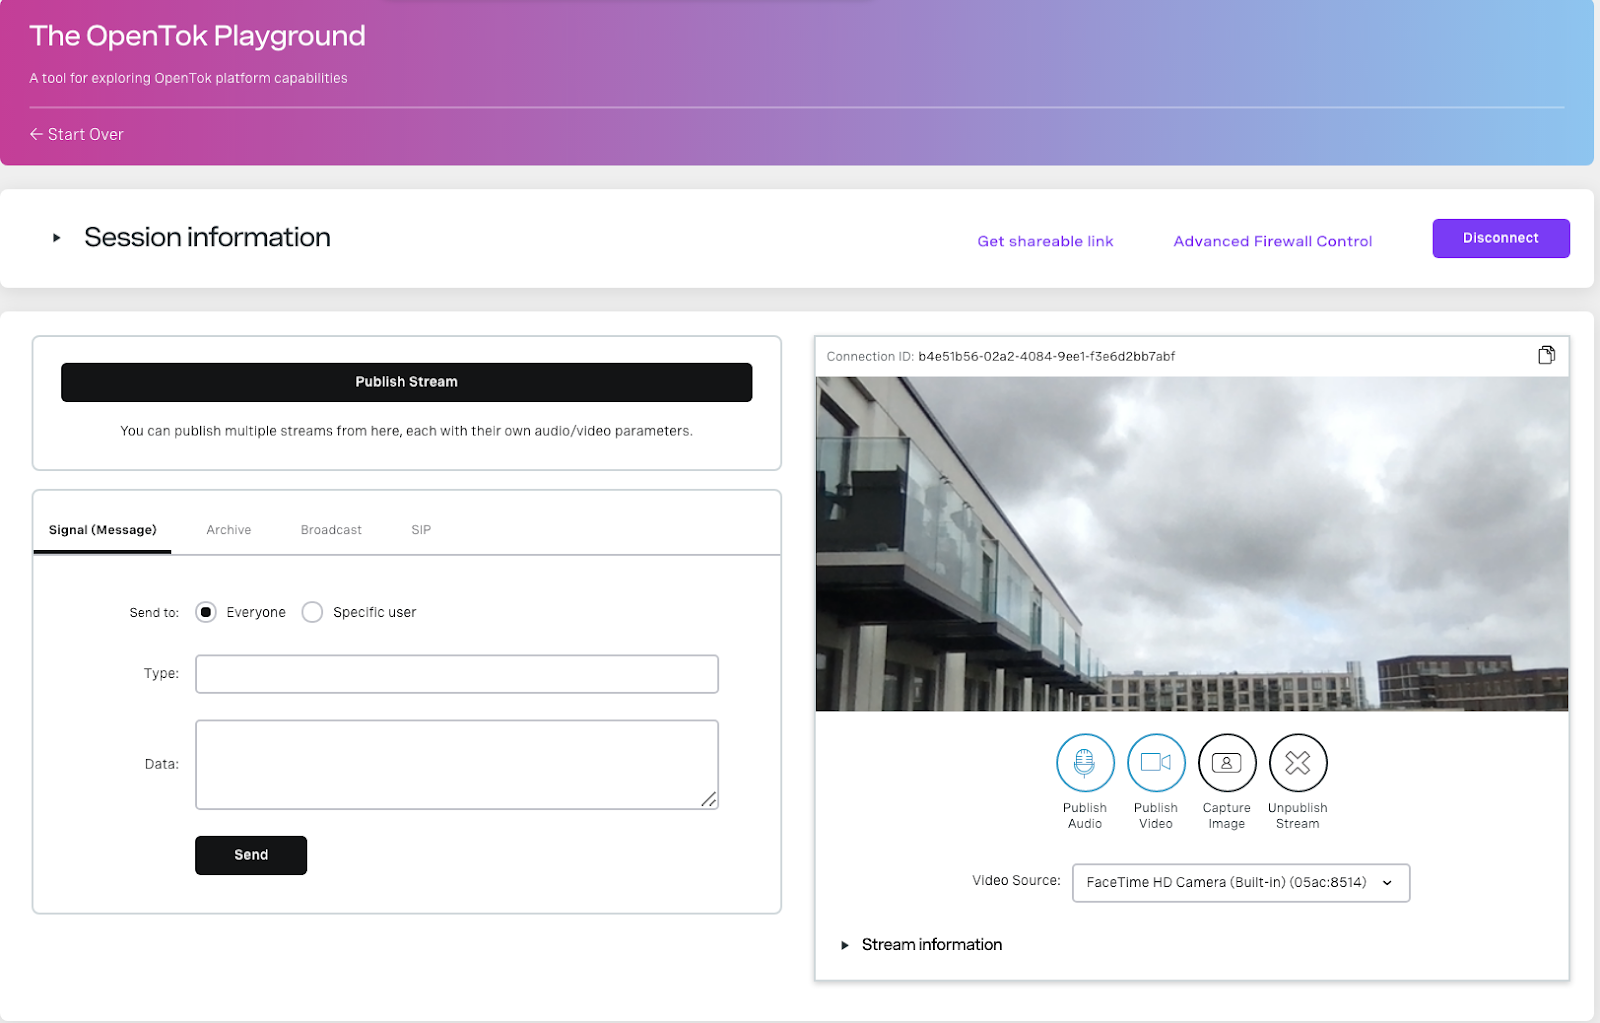 The OpenTok Playground
A tool for exploring OpenTok platform capabilities
← Start Over
Session information
Get shareable link
Advanced Firewall Control
Disconnect
Publish Stream
You can publish multiple streams from here, each with their own audio/video parameters.
Signal (Message)
Archive
Broadcast
SIP
Send to:
Everyone
Specific user
Type:
Data:
Send
Connection ID: b4e51b56-02a2-4084-9ee1-f3e6d2bb7abf
Publish
Audio
Publish
Video
Capture
Image
Unpublish
Stream
Video Source:
FaceTime HD Camera (Built-in) (05ac:8514)
Stream information